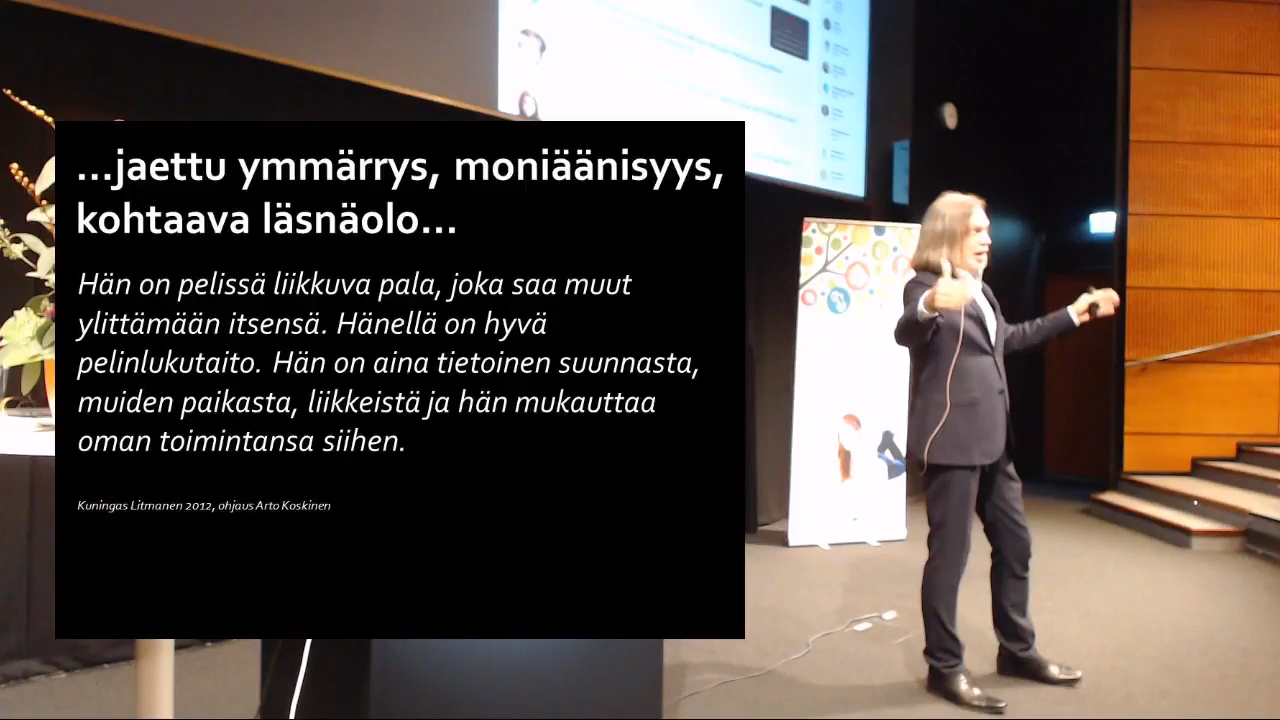 ...jaettu ymmärrys, moniäänisyys,
kohtaava läsnäolo...
Hän on pelissä liikkuva pala, joka saa muut
ylittämään itsensä. Hänellä on hyvä
pelinlukutaito. Hän on aina tietoinen suunnasta,
muiden paikasta, liikkeistä ja hän mukauttaa
oman toimintansa siihen.
Kuningas Litmanen 2012, ohjaus Arto Koskinen